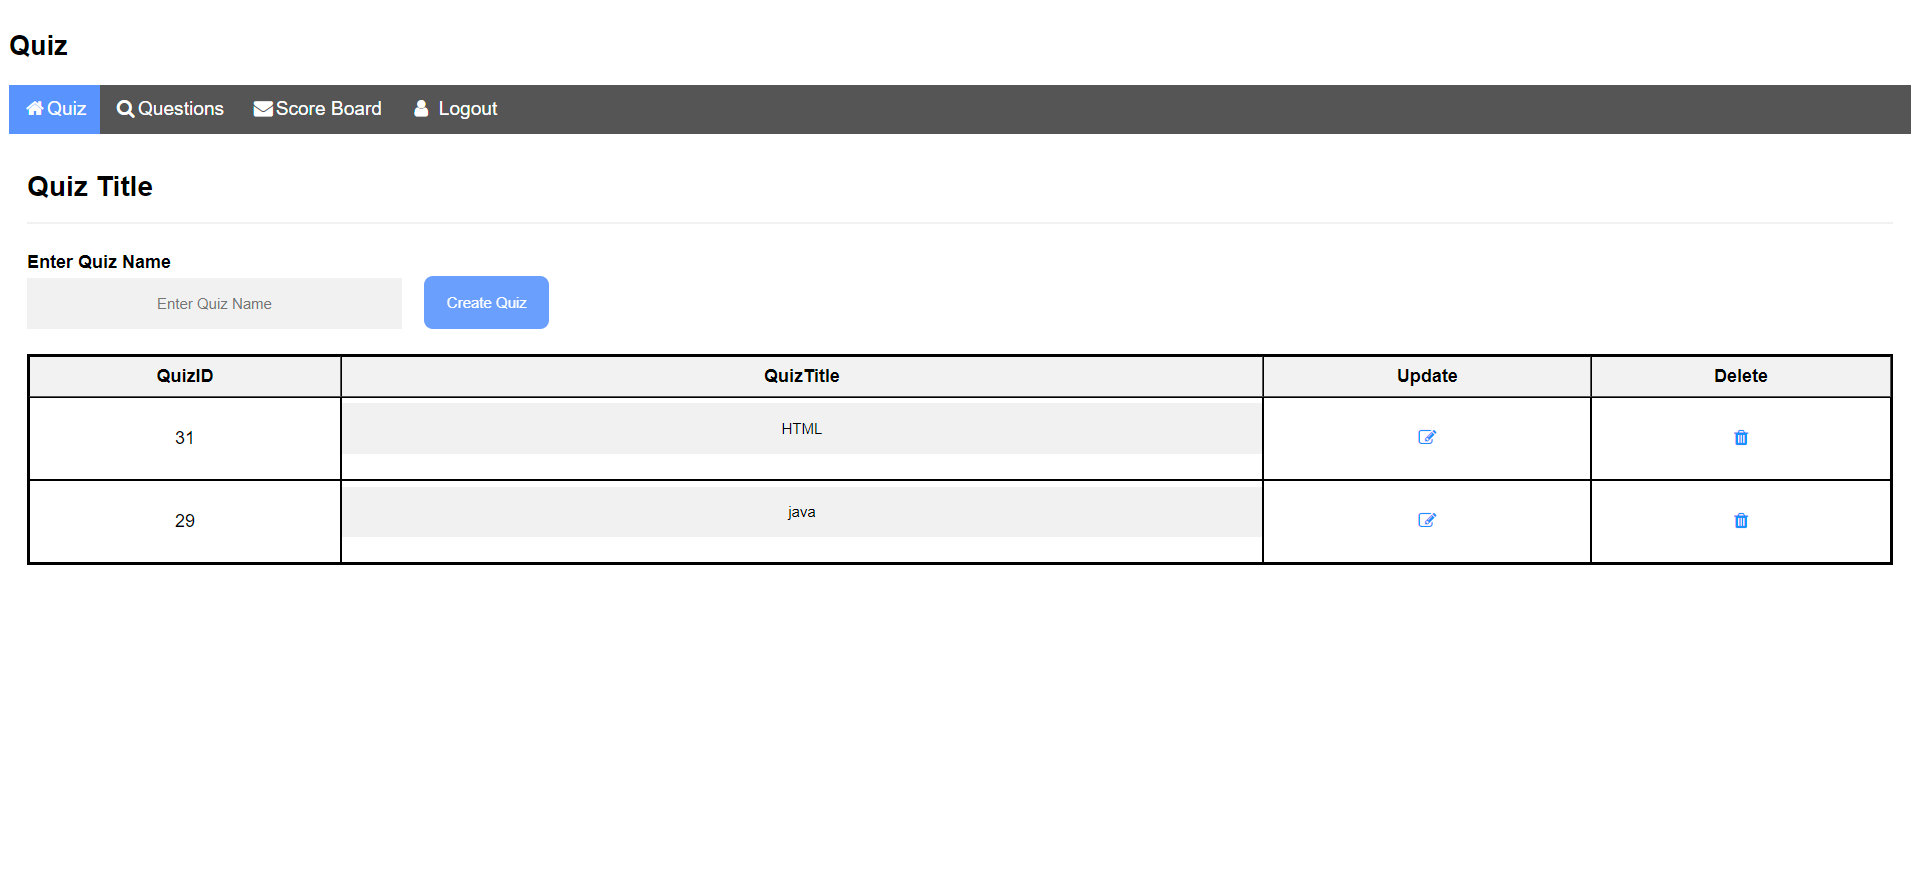 Quiz
Quiz Questions Score Board Logout
Quiz Title
Enter Quiz Name
Enter Quiz Name Create Quiz
QuizID QuizTitle Update Delete
31 HTML
29 java